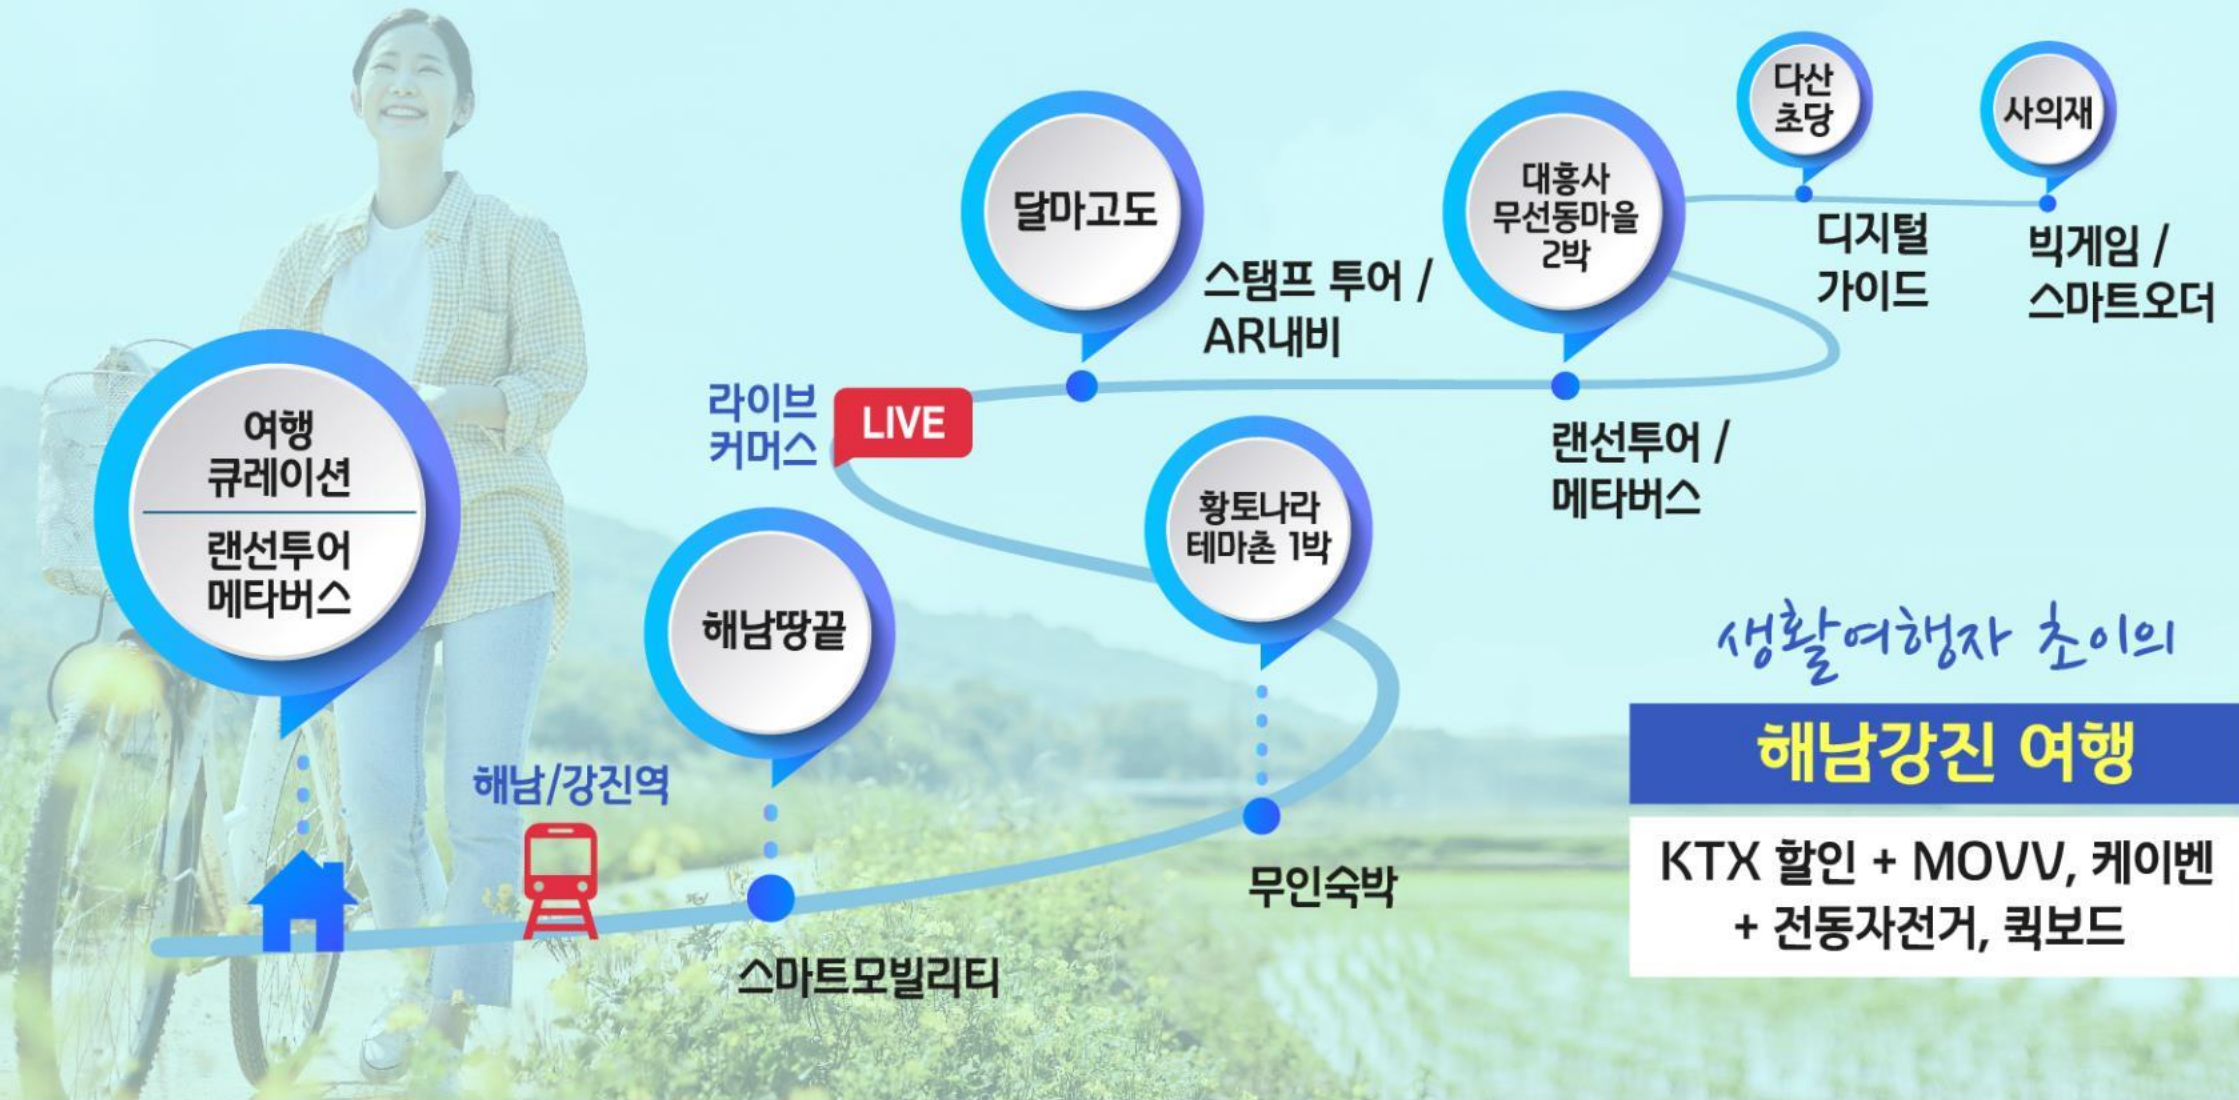 여행
큐레이션
랜선투어
메타버스
해남/강진역
해남땅끝
스마트모빌리티
황토나라
테마촌 1박
무인숙박
라이브
커머스
LIVE
달마고도
스탬프 투어 /
AR내비
대흥사
무선동마을
2박
랜선투어 /
메타버스
다산
초당
디지털
가이드
사의재
빅게임 /
스마트오더
생활여행자 초이의
해남강진 여행
KTX 할인 + MOVV, 케이벤
+ 전동자전거, 퀵보드